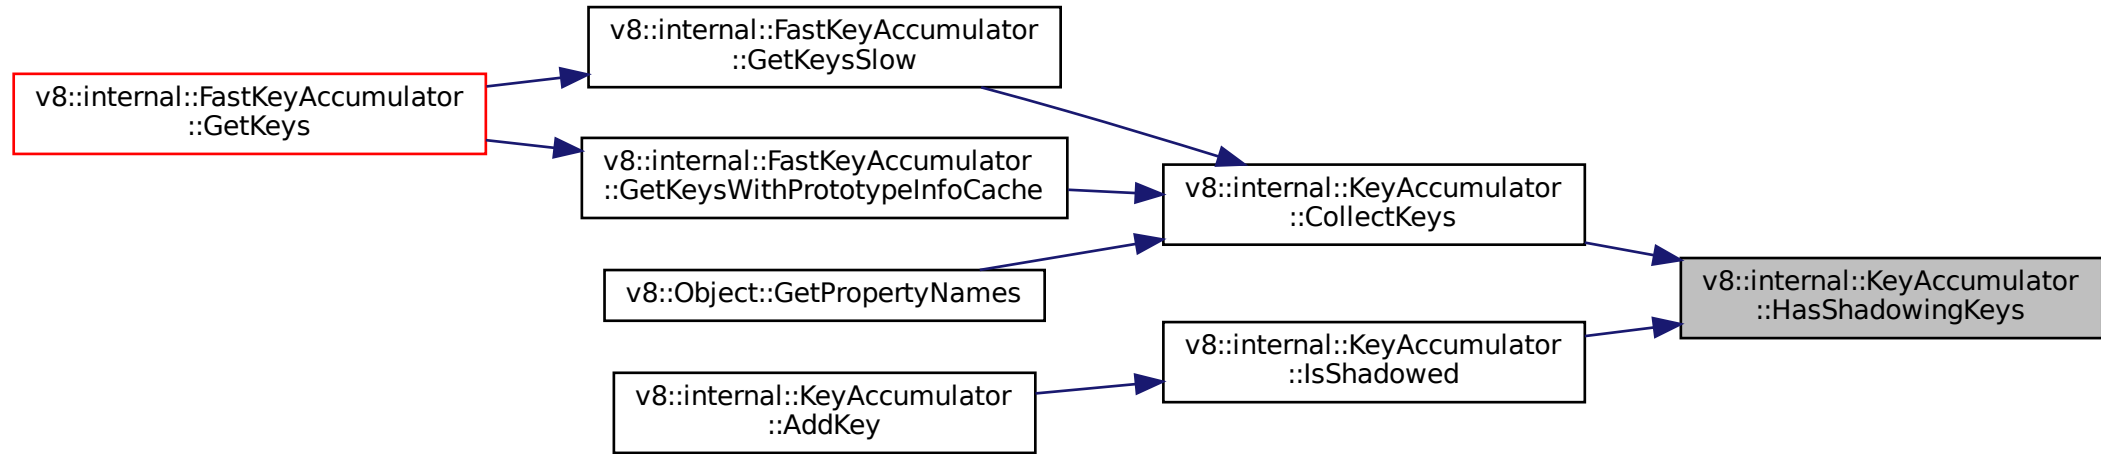 v8::internal::FastKeyAccumulator
::GetKeys
v8::internal::FastKeyAccumulator
::GetKeysSlow
v8::internal::FastKeyAccumulator
::GetKeysWithPrototypeInfoCache
v8::Object::GetPropertyNames
v8::internal::KeyAccumulator
::AddKey
v8::internal::KeyAccumulator
::CollectKeys
v8::internal::KeyAccumulator
::IsShadowed
v8::internal::KeyAccumulator
::HasShadowingKeys